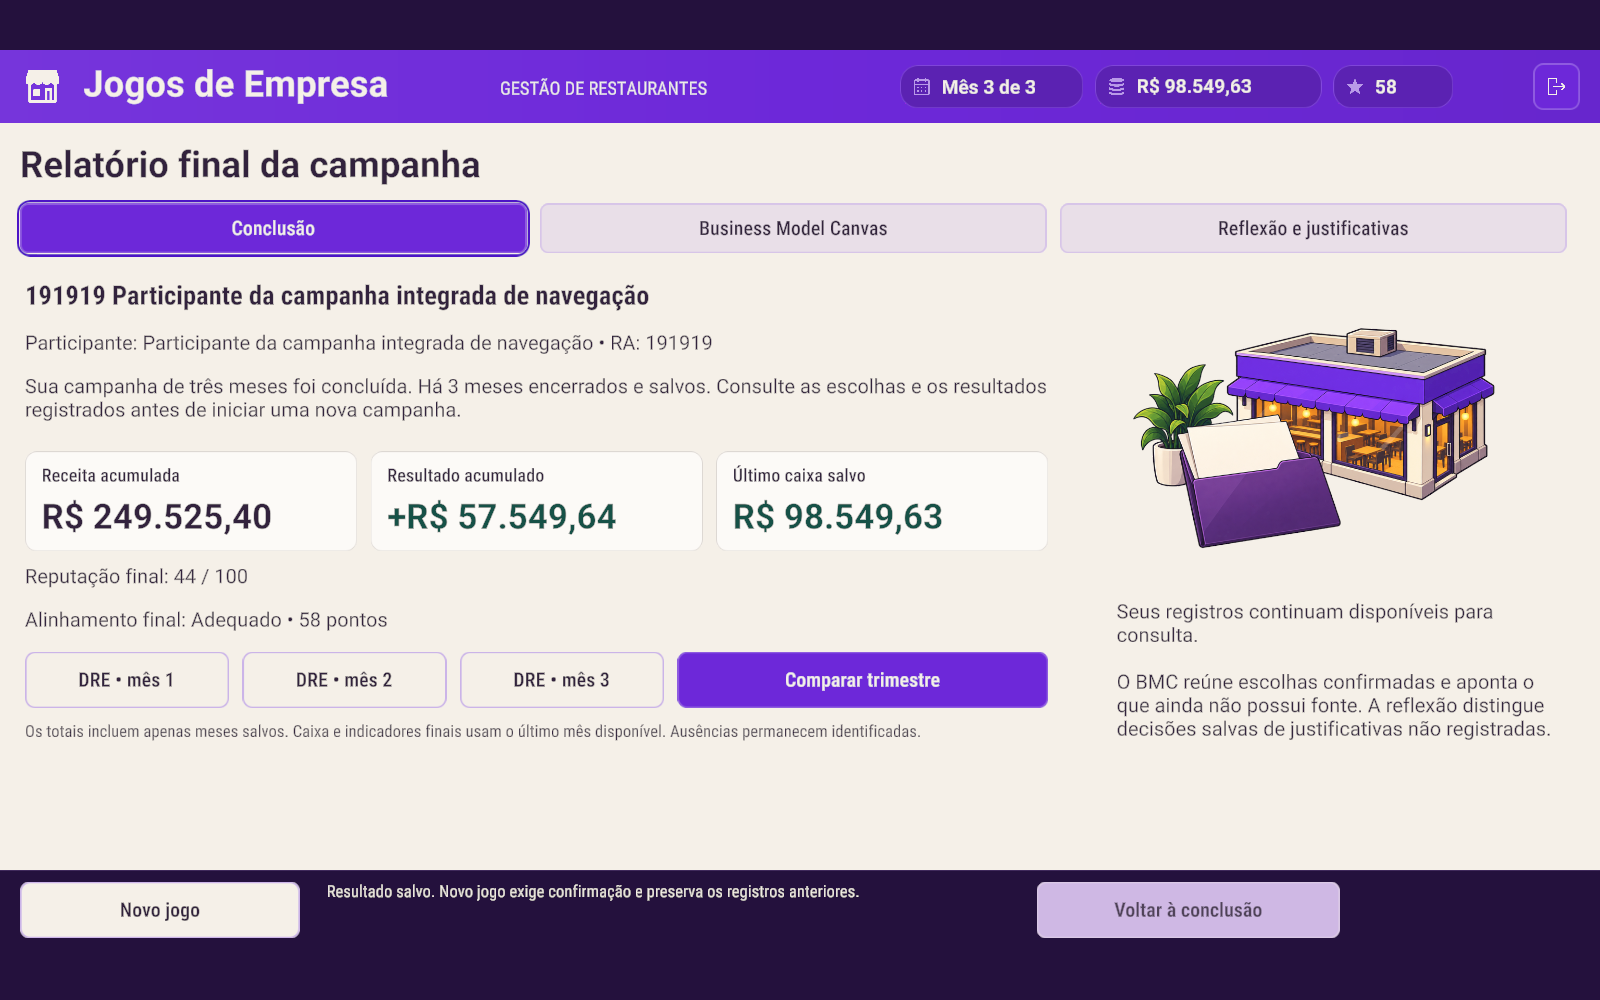 Jogos de Empresa
GESTÃO DE RESTAURANTES
Mês 3 de 3
R$ 98.549,63
58
Relatório final da campanha
Conclusão
Business Model Canvas
Reflexão e justificativas
191919 Participante da campanha integrada de navegação
Participante: Participante da campanha integrada de navegação • RA: 191919
Sua campanha de três meses foi concluída. Há 3 meses encerrados e salvos. Consulte as escolhas e os resultados
registrados antes de iniciar uma nova campanha.
Receita acumulada
R$ 249.525,40
Resultado acumulado
+R$ 57.549,64
Último caixa salvo
R$ 98.549,63
Reputação final: 44 / 100
Alinhamento final: Adequado • 58 pontos
DRE • mês 1
DRE • mês 2
DRE • mês 3
Comparar trimestre
Os totais incluem apenas meses salvos. Caixa e indicadores finais usam o último mês disponível. Ausências permanecem identificadas.
Seus registros continuam disponíveis para
consulta.
O BMC reúne escolhas confirmadas e aponta o
que ainda não possui fonte. A reflexão distingue
decisões salvas de justificativas não registradas.
Novo jogo
Resultado salvo. Novo jogo exige confirmação e preserva os registros anteriores.
Voltar à conclusão